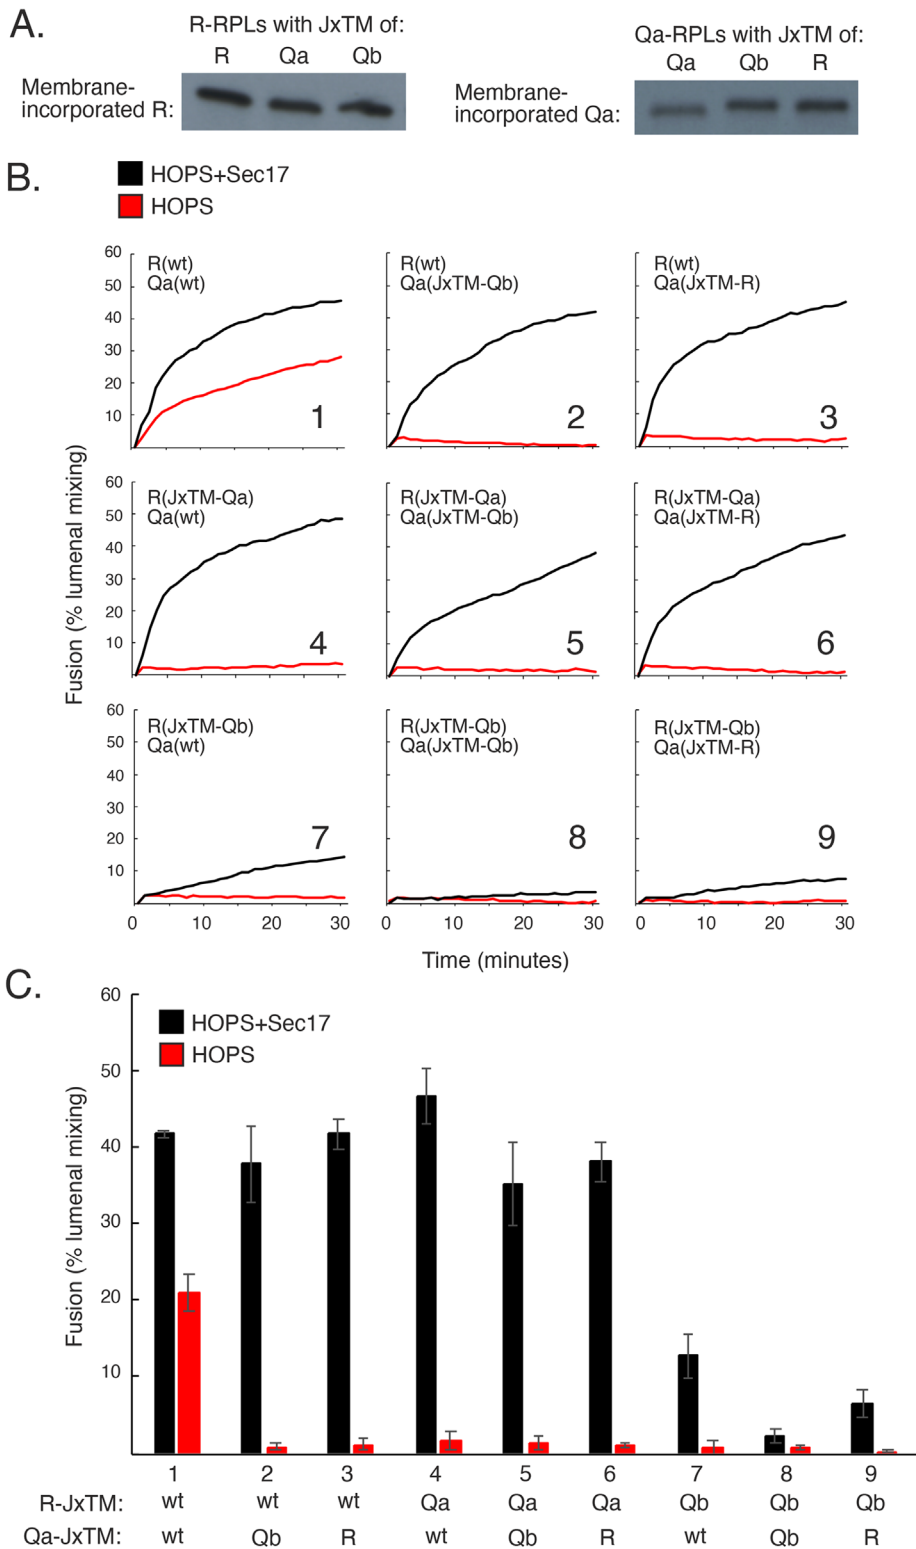 A.
R-RPLs with JxTM of:
R Qa Qb
Membrane-
incorporated R:
Qa-RPLs with JxTM of:
Qa Qb R
Membrane-
incorporated Qa:
B.
HOPS+Sec17
HOPS
60
50
40
30
20
10
R(wt)
Qa(wt)
1
R(wt)
Qa(JxTM-Qb)
2
R(wt)
Qa(JxTM-R)
3
Fusion (% lumenal mixing)
60
50
40
30
20
10
R(JxTM-Qa)
Qa(wt)
4
R(JxTM-Qa)
Qa(JxTM-Qb)
5
R(JxTM-Qa)
Qa(JxTM-R)
6
60
50
40
30
20
10
R(JxTM-Qb)
Qa(wt)
7
R(JxTM-Qb)
Qa(JxTM-Qb)
8
R(JxTM-Qb)
Qa(JxTM-R)
9
0 10 20 30
0 10 20 30
0 10 20 30
Time (minutes)
C.
HOPS+Sec17
HOPS
Fusion (% lumenal mixing)
60
50
40
30
20
10
1 2 3 4 5 6 7 8 9
R-JxTM: wt wt wt Qa Qa Qa Qb Qb Qb
Qa-JxTM: wt Qb R wt Qb R wt Qb R